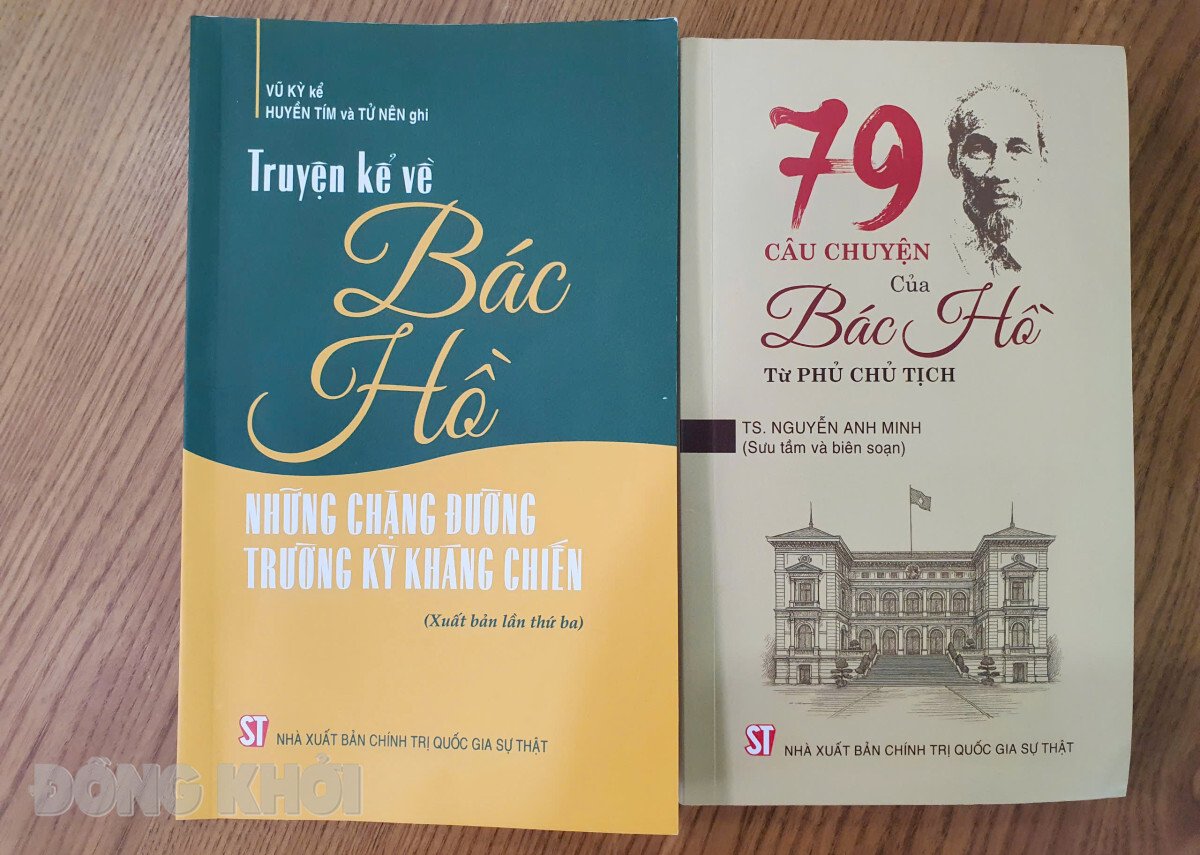 VŨ KỲ kể
HUYỀN TÍM và TỬ NÊN ghi
Truyện kể về
Bác
Hồ
NHỮNG CHẶNG ĐƯỜNG
TRƯỜNG KỲ KHÁNG CHIẾN
(Xuất bản lần thứ ba)
ST NHÀ XUẤT BẢN CHÍNH TRỊ QUỐC GIA SỰ THẬT
79
CÂU CHUYỆN
Của
Bác Hồ
Từ PHỦ CHỦ TỊCH
TS. NGUYỄN ANH MINH
(Sưu tầm và biên soạn)
ST NHÀ XUẤT BẢN CHÍNH TRỊ QUỐC GIA SỰ THẬT
ĐỒNG KHỞI